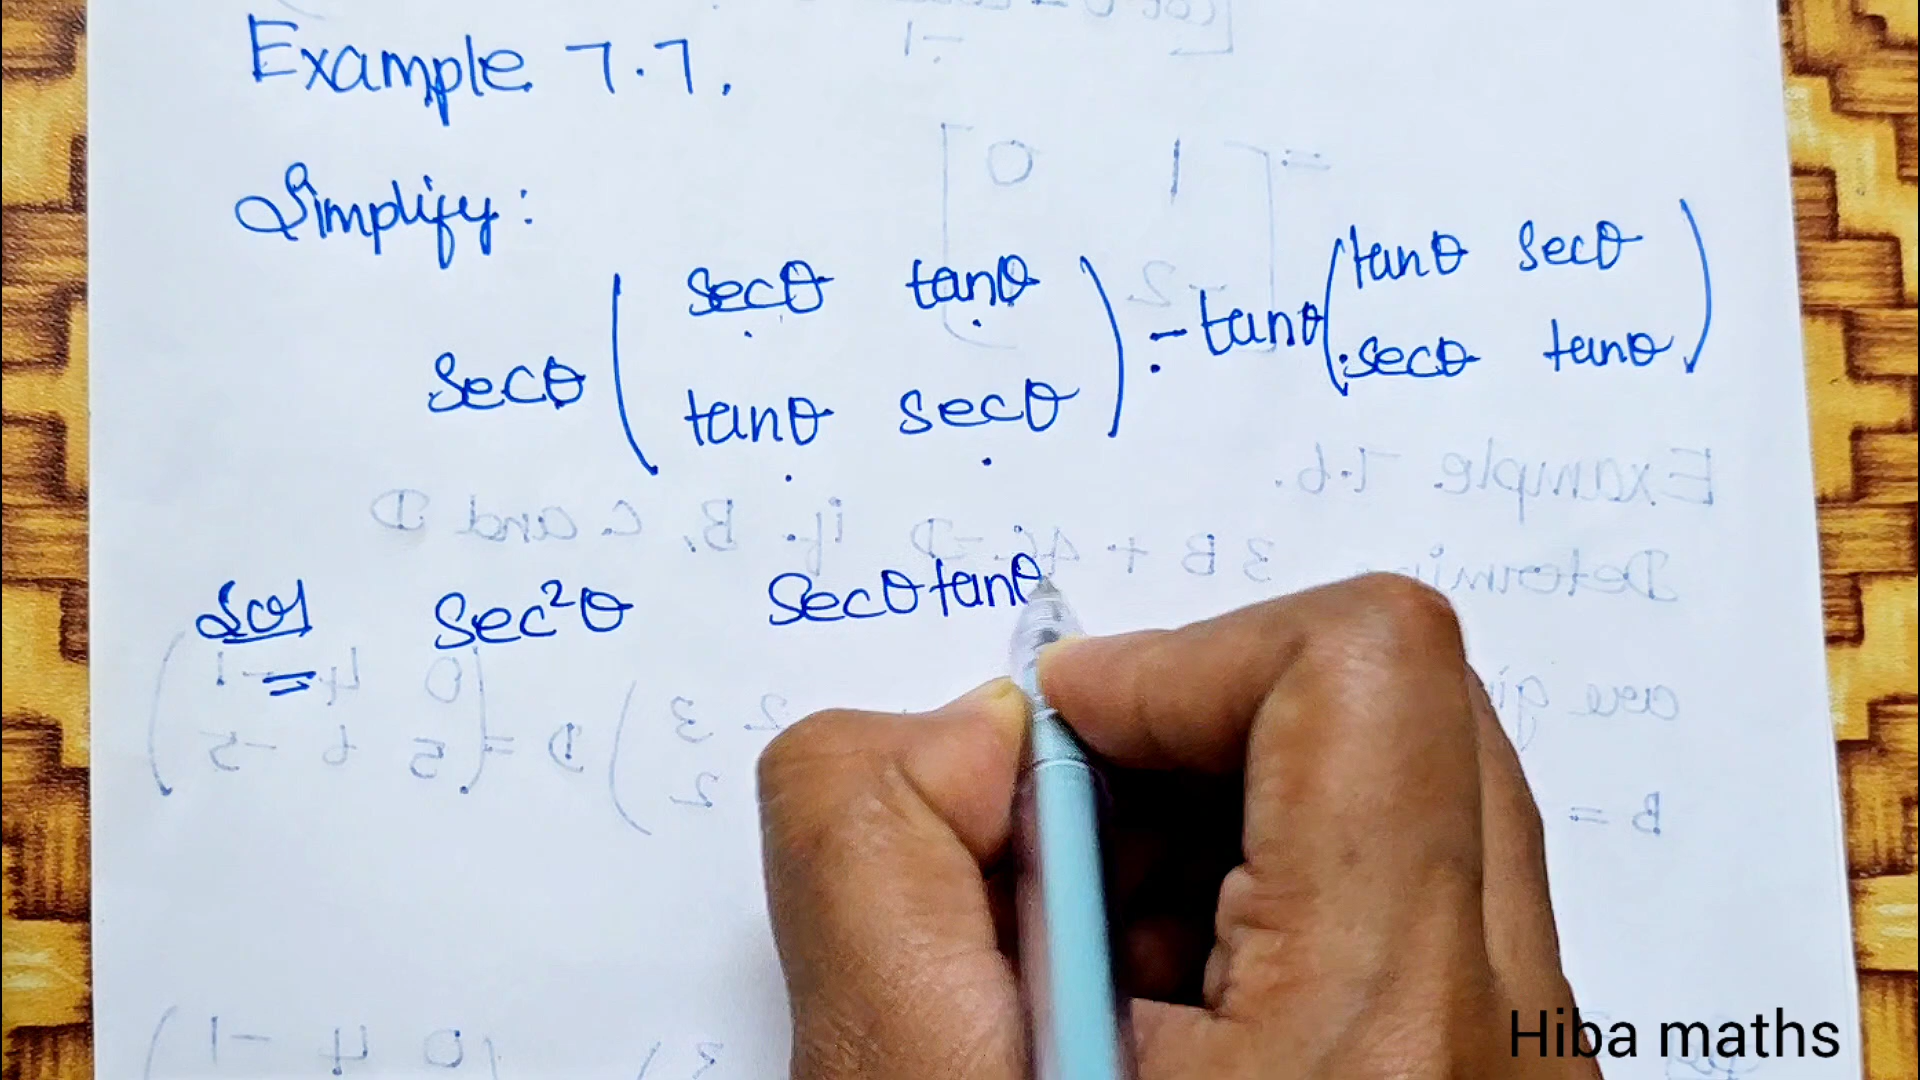 Example 7.7.
Simplify:
secθ ( secθ tanθ ) - tanθ ( tanθ secθ )
tanθ secθ secθ tanθ
Sol sec²θ secθ tanθ
Hiba maths